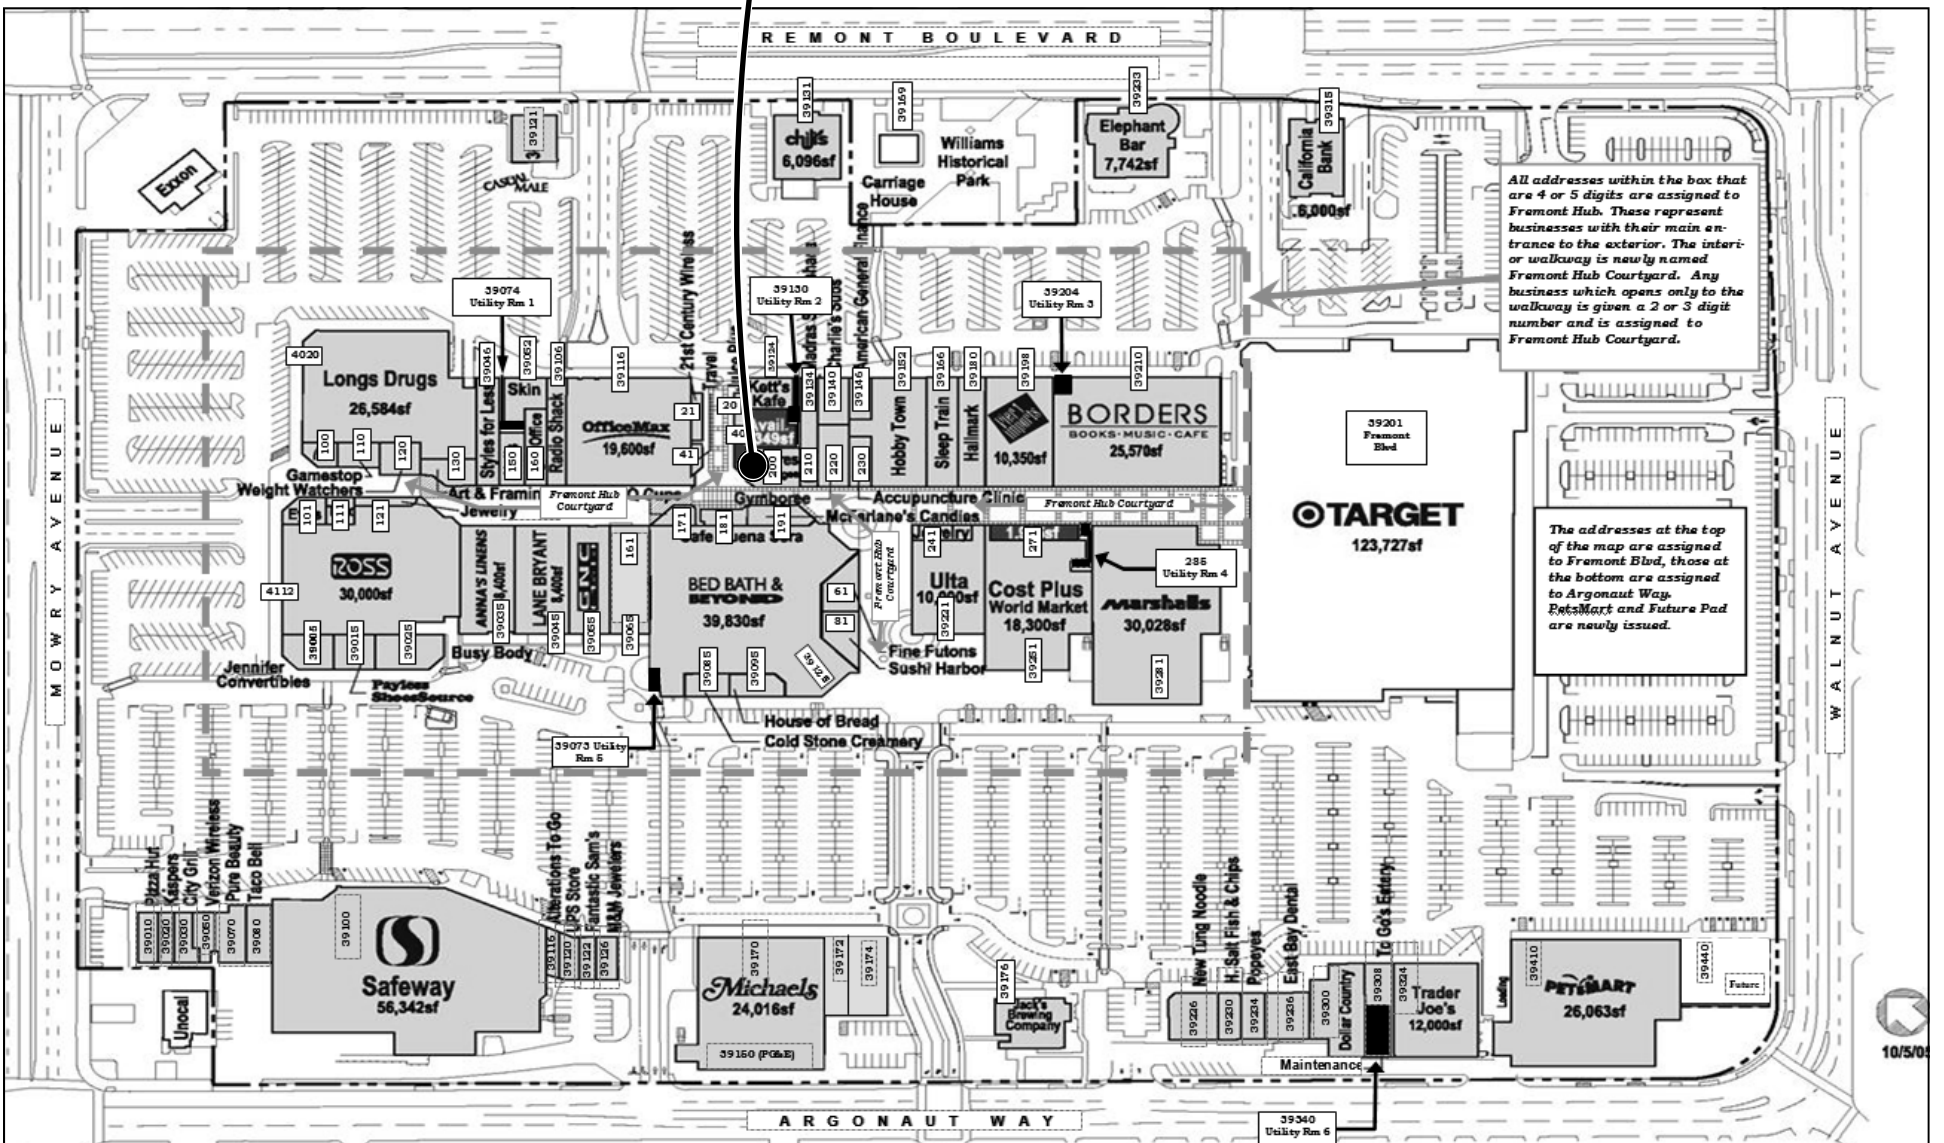 REMONT BOULEVARD
39131
39169
39233
39315
39121
Exxon
CASUAL MALE
chili's
6,096sf
Carriage
House
Williams
Historical
Park
Elephant
Bar
7,742sf
California
Bank
6,000sf
All addresses within the box that
are 4 or 5 digits are assigned to
Fremont Hub. These represent
businesses with their main en-
trance to the exterior. The interi-
or walkway is newly named
Fremont Hub Courtyard. Any
business which opens only to the
walkway is given a 2 or 3 digit
number and is assigned to
Fremont Hub Courtyard.
39074
Utility Rm 1
39130
Utility Rm 2
39204
Utility Rm 3
21st Century Wireless
Travel
Charlie's Subs
American General Finance
4020
Longs Drugs
26,584sf
39046
39052
39106
39116
39124
39134
39140
39146
39152
39166
39180
39198
39210
Styles for Less
Skin
Office
Radio Shack
OfficeMax
19,600sf
21
41
20
40
Kett's
Kafe
Hobby Town
Sleep Train
Hallmark
10,350sf
BORDERS
BOOKS·MUSIC·CAFE
25,570sf
39201
Fremont
Blvd
TARGET
123,727sf
100
110
120
130
150
160
200
210
220
230
Gamestop
Weight Watchers
Art & Framin
Jewelry
Fremont Hub
Courtyard
Gymboree
Accupuncture Clinic
McFarlane's Candies
Fremont Hub Courtyard
101
111
121
161
171
181
191
241
271
ROSS
30,000sf
4112
39005
39015
39025
ANNA'S LINENS
8,400sf
39035
LANE BRYANT
8,400sf
39045
39055
39065
BED BATH &
BEYOND
39,830sf
61
81
39085
39095
39128
Fremont Hub
Courtyard
Ulta
39221
Cost Plus
World Market
18,300sf
39251
285
Utility Rm 4
Marshalls
30,028sf
39281
The addresses at the top
of the map are assigned
to Fremont Blvd, those at
the bottom are assigned
to Argonaut Way.
PetsMart and Future Pad
are newly issued.
Jennifer
Convertibles
Payless
ShoeSource
Busy Body
Fine Futons
Sushi Harbor
House of Bread
Cold Stone Creamery
39073 Utility
Rm 5
MOWRY AVENUE
WALNUT AVENUE
Pizza Hut
Kaspers
City Grill
Verizon Wireless
Pure Beauty
Taco Bell
39010
39020
39030
39050
39070
39080
39100
Safeway
56,342sf
Unocal
Alterations To Go
UPS Store
Fantastic Sam's
M&M Jewelers
39116
39120
39122
39126
39170
39172
39174
Michaels
24,016sf
39150 (PG&E)
39176
Jack's
Brewing
Company
New Tung Noodle
H. Salt Fish & Chips
Popeyes
East Bay Dental
To Go's Eatery
39226
39230
39234
39236
39300
39308
39324
Dollar Country
Trader
Joe's
12,000sf
Maintenance
39340
Utility Rm 6
Loading
39410
PETSMART
26,063sf
39440
Future
10/5/05
ARGONAUT WAY